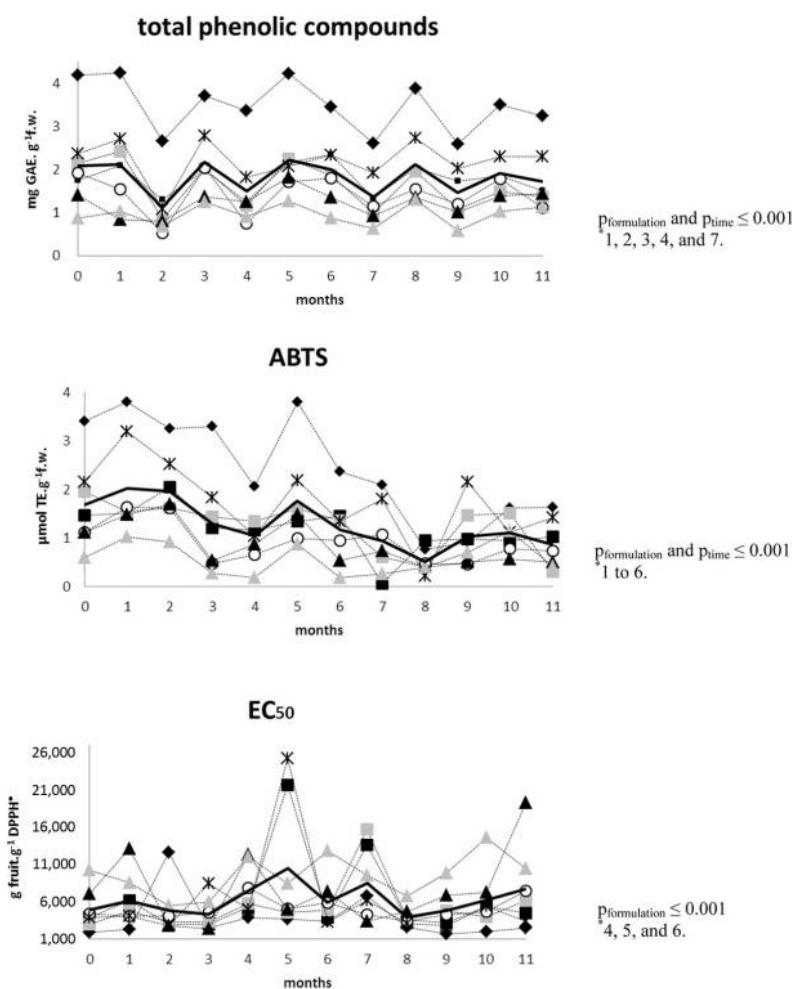 total phenolic compounds
4
3
2
1
0
mg GAE. g⁻¹f.w.
0 1 2 3 4 5 6 7 8 9 10 11
months
p formulation and p time ≤ 0.001
*1, 2, 3, 4, and 7.
ABTS
4
3
2
1
0
µmol TE.g⁻¹f.w.
0 1 2 3 4 5 6 7 8 9 10 11
months
p formulation and p time ≤ 0.001
*1 to 6.
EC50
26,000
21,000
16,000
11,000
6,000
1,000
g fruit.g⁻¹ DPPH•
0 1 2 3 4 5 6 7 8 9 10 11
months
p formulation ≤ 0.001
*4, 5, and 6.